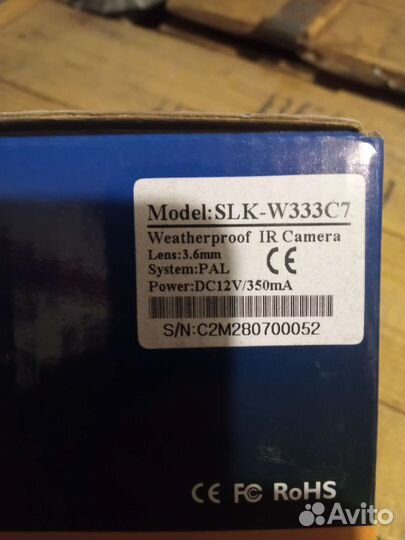 Model:SLK-W333C7
Weatherproof IR Camera
Lens:3.6mm
System:PAL
Power:DC12V/350mA
CE
S/N:C2M280700052
CE FC RoHS
Avito